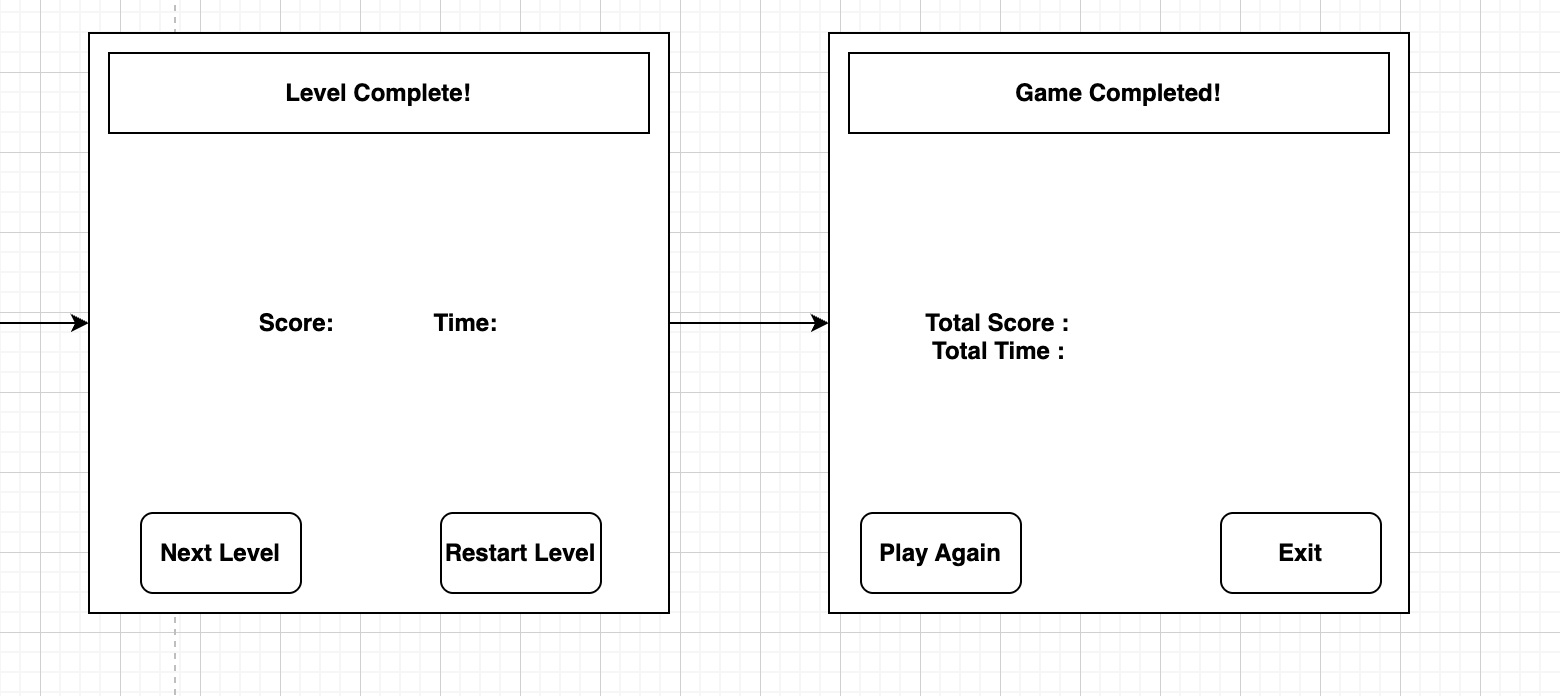 Level Complete!
Score:
Time:
Next Level
Restart Level
Game Completed!
Total Score :
Total Time :
Play Again
Exit